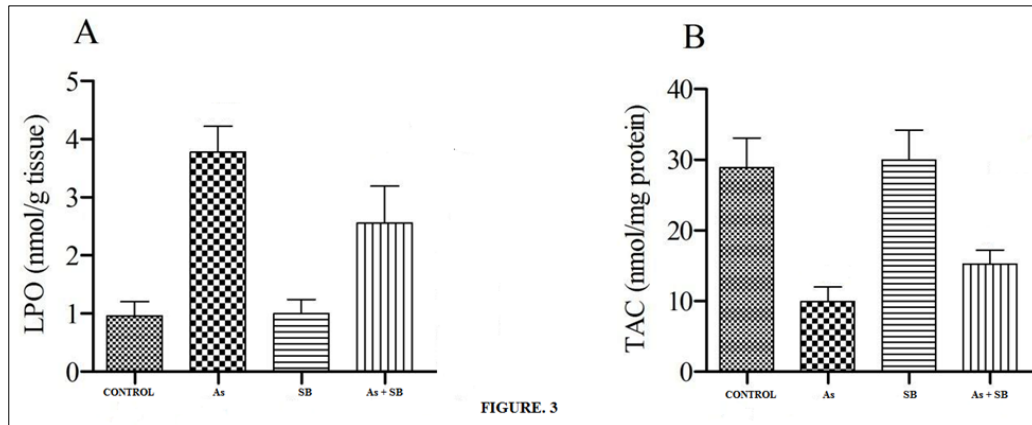 A
LPO (nmol/g tissue)
5
4
3
2
1
0
CONTROL
As
SB
As + SB
B
TAC (nmol/mg protein)
40
30
20
10
0
CONTROL
As
SB
As + SB
FIGURE. 3